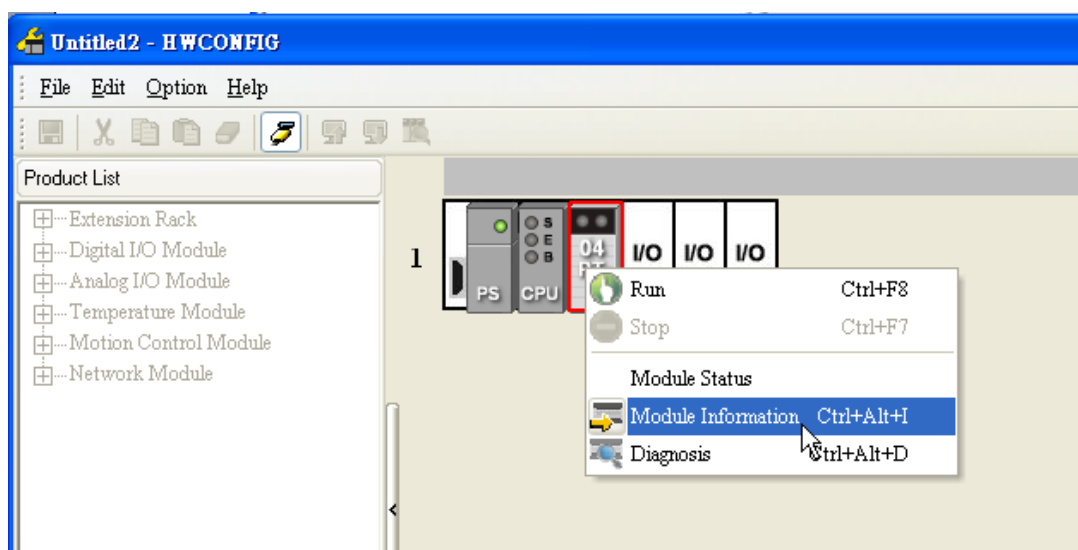 Untitled2 - HWCONFIG
File Edit Option Help
Product List
Extension Rack
Digital I/O Module
Analog I/O Module
Temperature Module
Motion Control Module
Network Module
1
PS
CPU
S
E
B
04
I/O I/O I/O
Run Ctrl+F8
Stop Ctrl+F7
Module Status
Module Information Ctrl+Alt+I
Diagnosis Ctrl+Alt+D